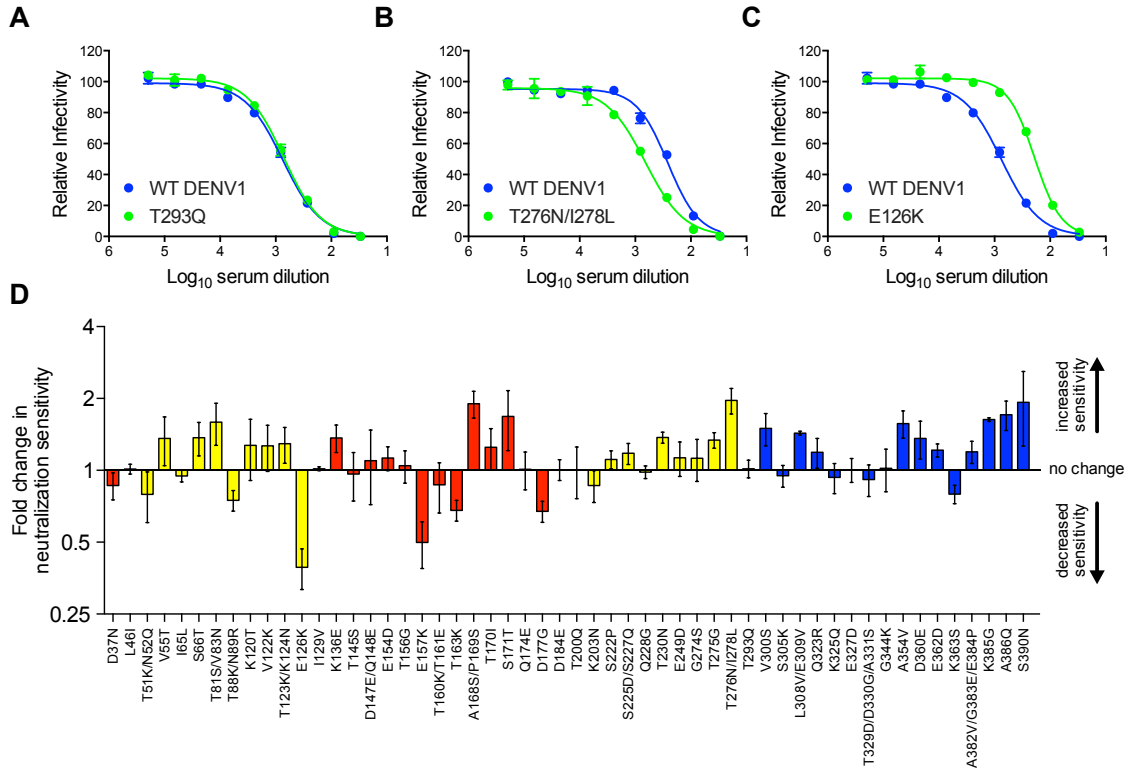 A
B
C
120
100
80
60
40
20
0
Relative Infectivity
WT DENV1
T293Q
6
5
4
3
2
1
Log10 serum dilution
120
100
80
60
40
20
0
Relative Infectivity
WT DENV1
T276N/I278L
6
5
4
3
2
1
Log10 serum dilution
120
100
80
60
40
20
0
Relative Infectivity
WT DENV1
E126K
6
5
4
3
2
1
Log10 serum dilution
D
4
2
1
0.5
0.25
Fold change in
neutralization sensitivity
increased
sensitivity
no change
decreased
sensitivity
D37N
L46I
T51K/N52Q
V55T
I65L
S66T
T81S/V83N
T88K/N89R
K120T
V122K
T123K/K124N
E126K
I129V
K136E
T145S
D147E/Q148E
E154D
T156G
E157K
T160K/T161E
T163K
A168S/P169S
T170I
S171T
Q174E
D177G
D184E
T200Q
K203N
S222P
S225D/S227Q
Q228G
T230N
E249D
G274S
T275G
T276N/I278L
T293Q
V300S
S305K
L308V/E309V
Q323R
K325Q
E327D
T329D/D330G/A331S
G344K
A354V
D360E
E362D
K363S
A382V/G383E/E384P
K385G
A386Q
S390N